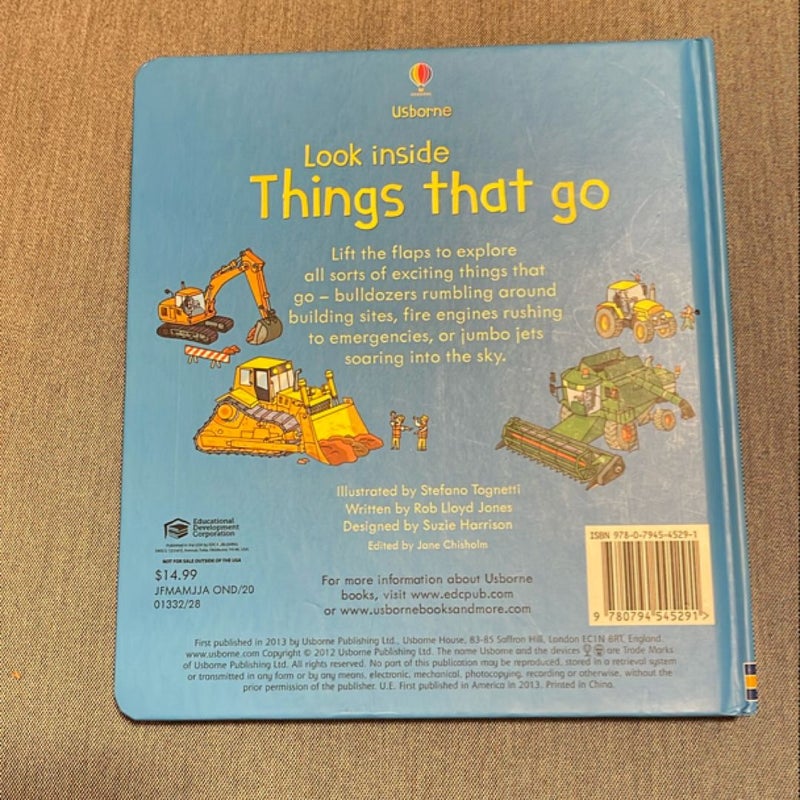 Usborne
Look inside
Things that go
Lift the flaps to explore
all sorts of exciting things that
go – bulldozers rumbling around
building sites, fire engines rushing
to emergencies, or jumbo jets
soaring into the sky.
Illustrated by Stefano Tognetti
Written by Rob Lloyd Jones
Designed by Suzie Harrison
Edited by Jane Chisholm
Educational
Development
Corporation
NOT FOR SALE OUTSIDE OF THE USA
$14.99
JFMAMJJA OND/20
01332/28
For more information about Usborne
books, visit www.edcpub.com
or www.usbornebooksandmore.com
ISBN 978-0-7945-4529-1
9 780794 545291 >
First published in 2013 by Usborne Publishing Ltd., Usborne House, 83-85 Saffron Hill, London EC1N 8RT, England.
www.usborne.com Copyright © 2012 Usborne Publishing Ltd. The name Usborne and the devices are Trade Marks
of Usborne Publishing Ltd. All rights reserved. No part of this publication may be reproduced, stored in a retrieval system
or transmitted in any form or by any means, electronic, mechanical, photocopying, recording or otherwise, without the
prior permission of the publisher. U.E. First published in America in 2013. Printed in China.